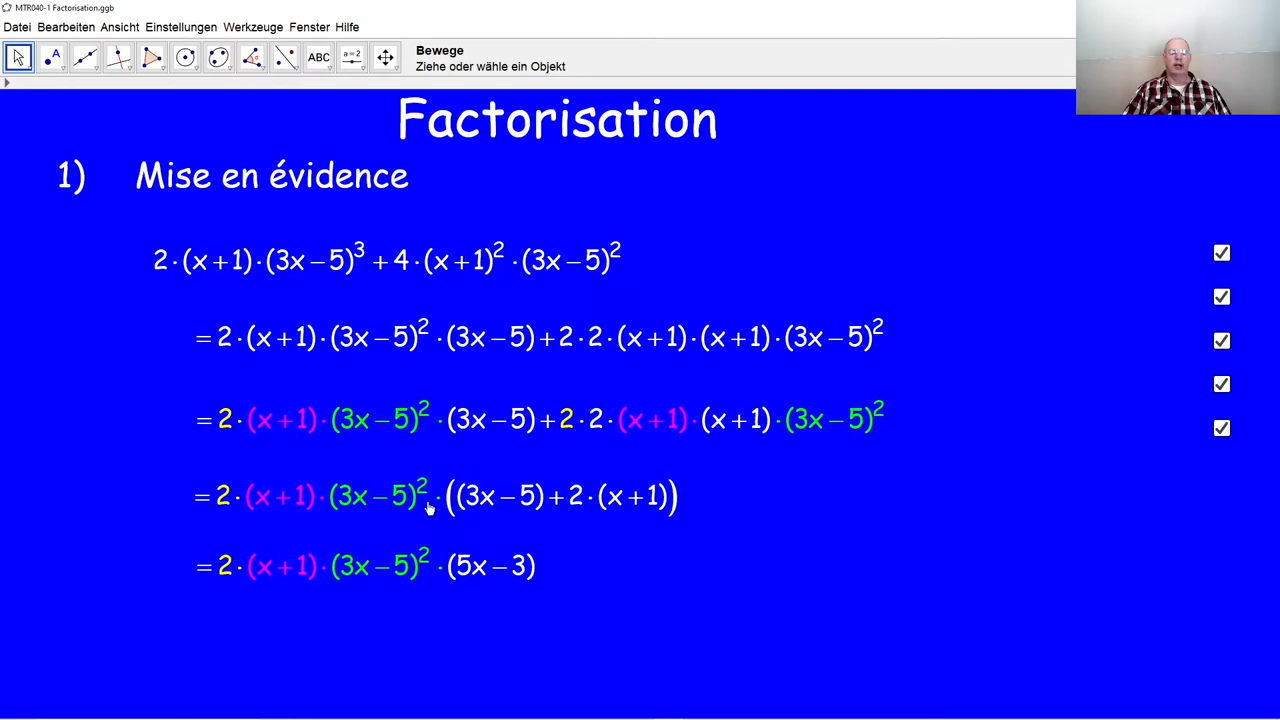 MTR040-1 Factorisation.ggb
Datei Bearbeiten Ansicht Einstellungen Werkzeuge Fenster Hilfe
A ABC a=2
Bewege
Ziehe oder wähle ein Objekt
Factorisation
1) Mise en évidence
2·(x+1)·(3x−5)³+4·(x+1)²·(3x−5)²
=2·(x+1)·(3x−5)²·(3x−5)+2·2·(x+1)·(x+1)·(3x−5)²
=2·(x+1)·(3x−5)²·(3x−5)+2·2·(x+1)·(x+1)·(3x−5)²
=2·(x+1)·(3x−5)²·((3x−5)+2·(x+1))
=2·(x+1)·(3x−5)²·(5x−3)